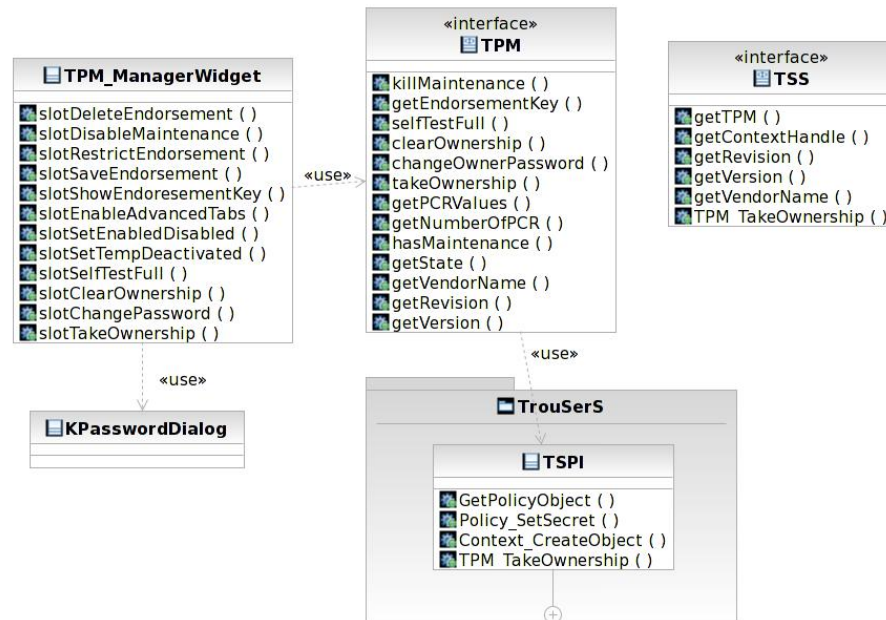 TPM_ManagerWidget
slotDeleteEndorsement ( )
slotDisableMaintenance ( )
slotRestrictEndorsement ( )
slotSaveEndorsement ( )
slotShowEndoresementKey ( )
slotEnableAdvancedTabs ( )
slotSetEnabledDisabled ( )
slotSetTempDeactivated ( )
slotSelfTestFull ( )
slotClearOwnership ( )
slotChangePassword ( )
slotTakeOwnership ( )
«use»
«interface»
TPM
killMaintenance ( )
getEndorsementKey ( )
selfTestFull ( )
clearOwnership ( )
changeOwnerPassword ( )
takeOwnership ( )
getPCRValues ( )
getNumberOfPCR ( )
hasMaintenance ( )
getState ( )
getVendorName ( )
getRevision ( )
getVersion ( )
«interface»
TSS
getTPM ( )
getContextHandle ( )
getRevision ( )
getVersion ( )
getVendorName ( )
TPM_TakeOwnership ( )
«use»
KPasswordDialog
«use»
TrouSerS
TSPI
GetPolicyObject ( )
Policy_SetSecret ( )
Context_CreateObject ( )
TPM_TakeOwnership ( )